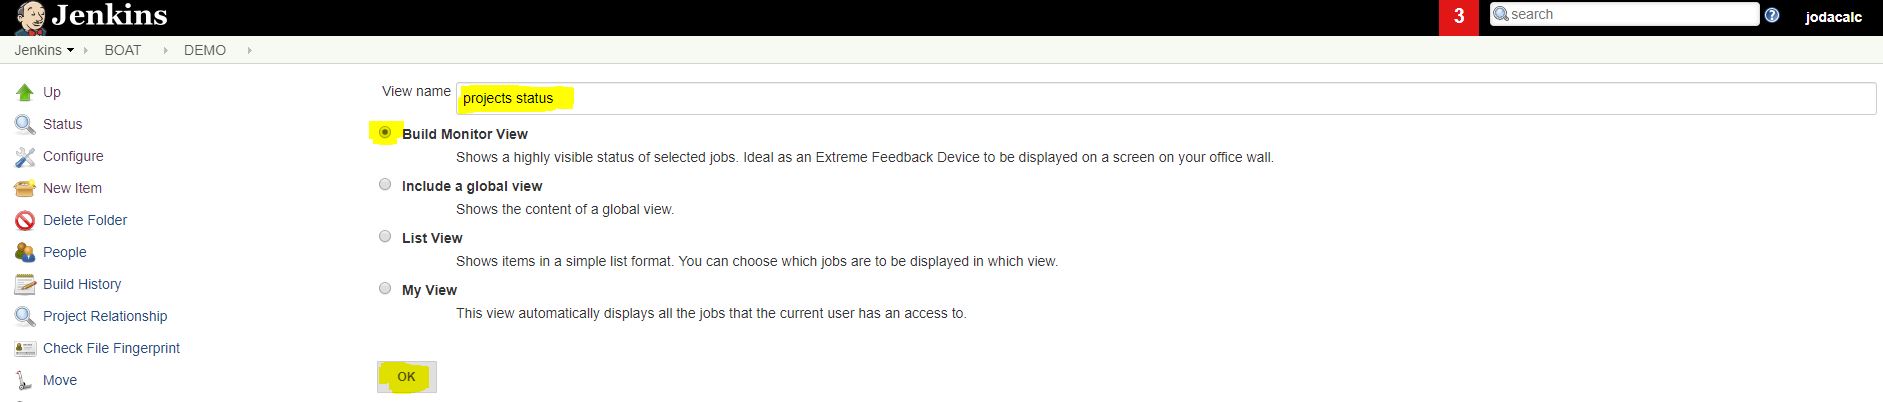 Jenkins
3
search
jodacalc
Jenkins BOAT DEMO
Up
Status
Configure
New Item
Delete Folder
People
Build History
Project Relationship
Check File Fingerprint
Move
View name projects status
Build Monitor View
Shows a highly visible status of selected jobs. Ideal as an Extreme Feedback Device to be displayed on a screen on your office wall.
Include a global view
Shows the content of a global view.
List View
Shows items in a simple list format. You can choose which jobs are to be displayed in which view.
My View
This view automatically displays all the jobs that the current user has an access to.
OK